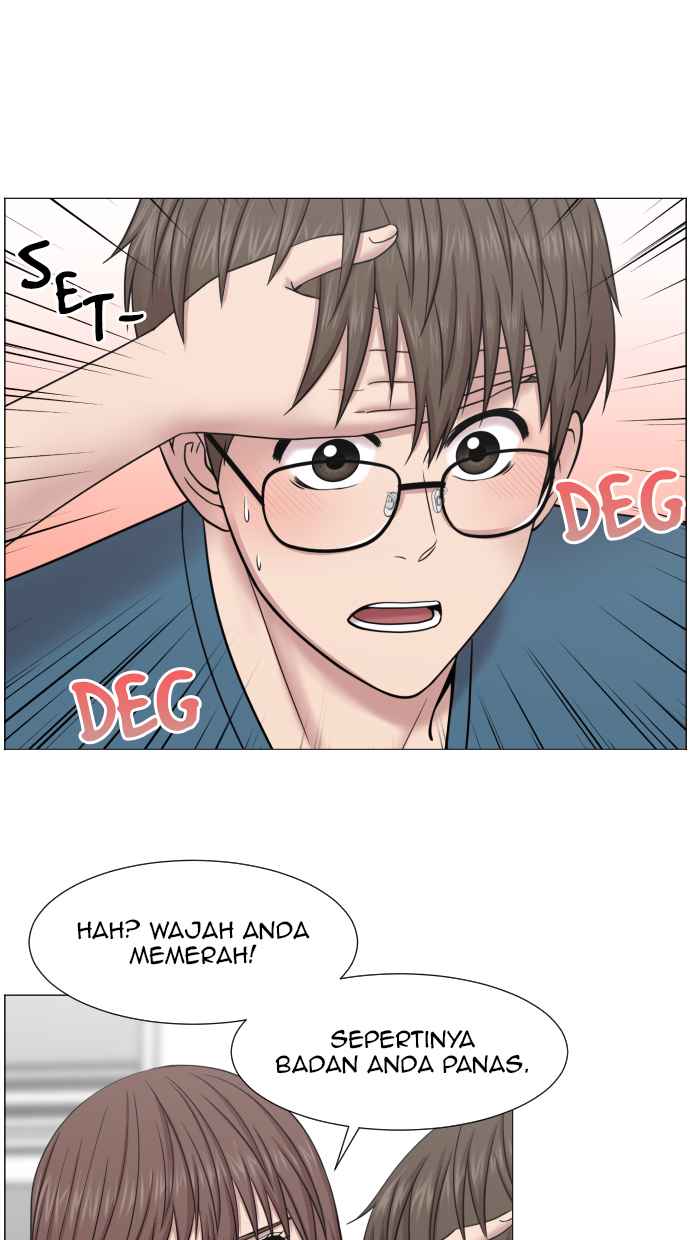 SET-
DEG
DEG
HAH? WAJAH ANDA
MEMERAH!
SEPERTINYA
BADAN ANDA PANAS.